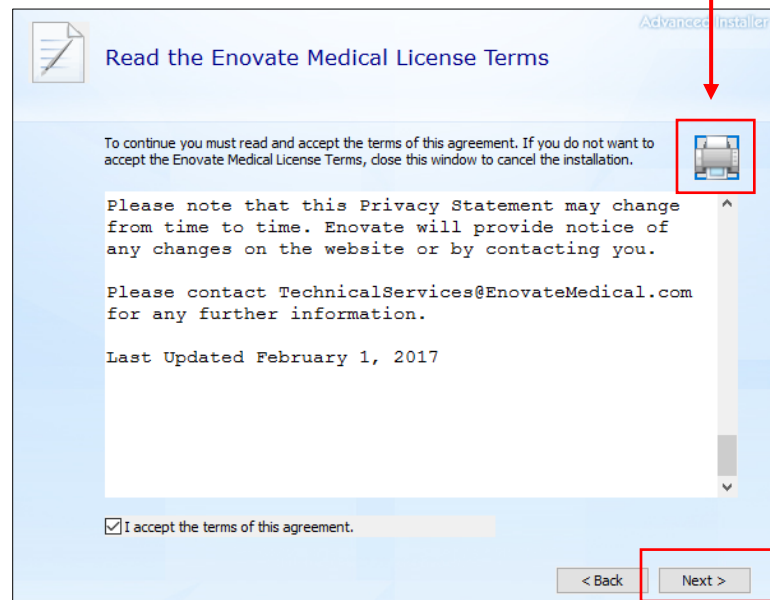 Advanced Installer
Read the Enovate Medical License Terms
To continue you must read and accept the terms of this agreement. If you do not want to
accept the Enovate Medical License Terms, close this window to cancel the installation.
Please note that this Privacy Statement may change
from time to time. Enovate will provide notice of
any changes on the website or by contacting you.
Please contact TechnicalServices@EnovateMedical.com
for any further information.
Last Updated February 1, 2017
I accept the terms of this agreement.
< Back Next >